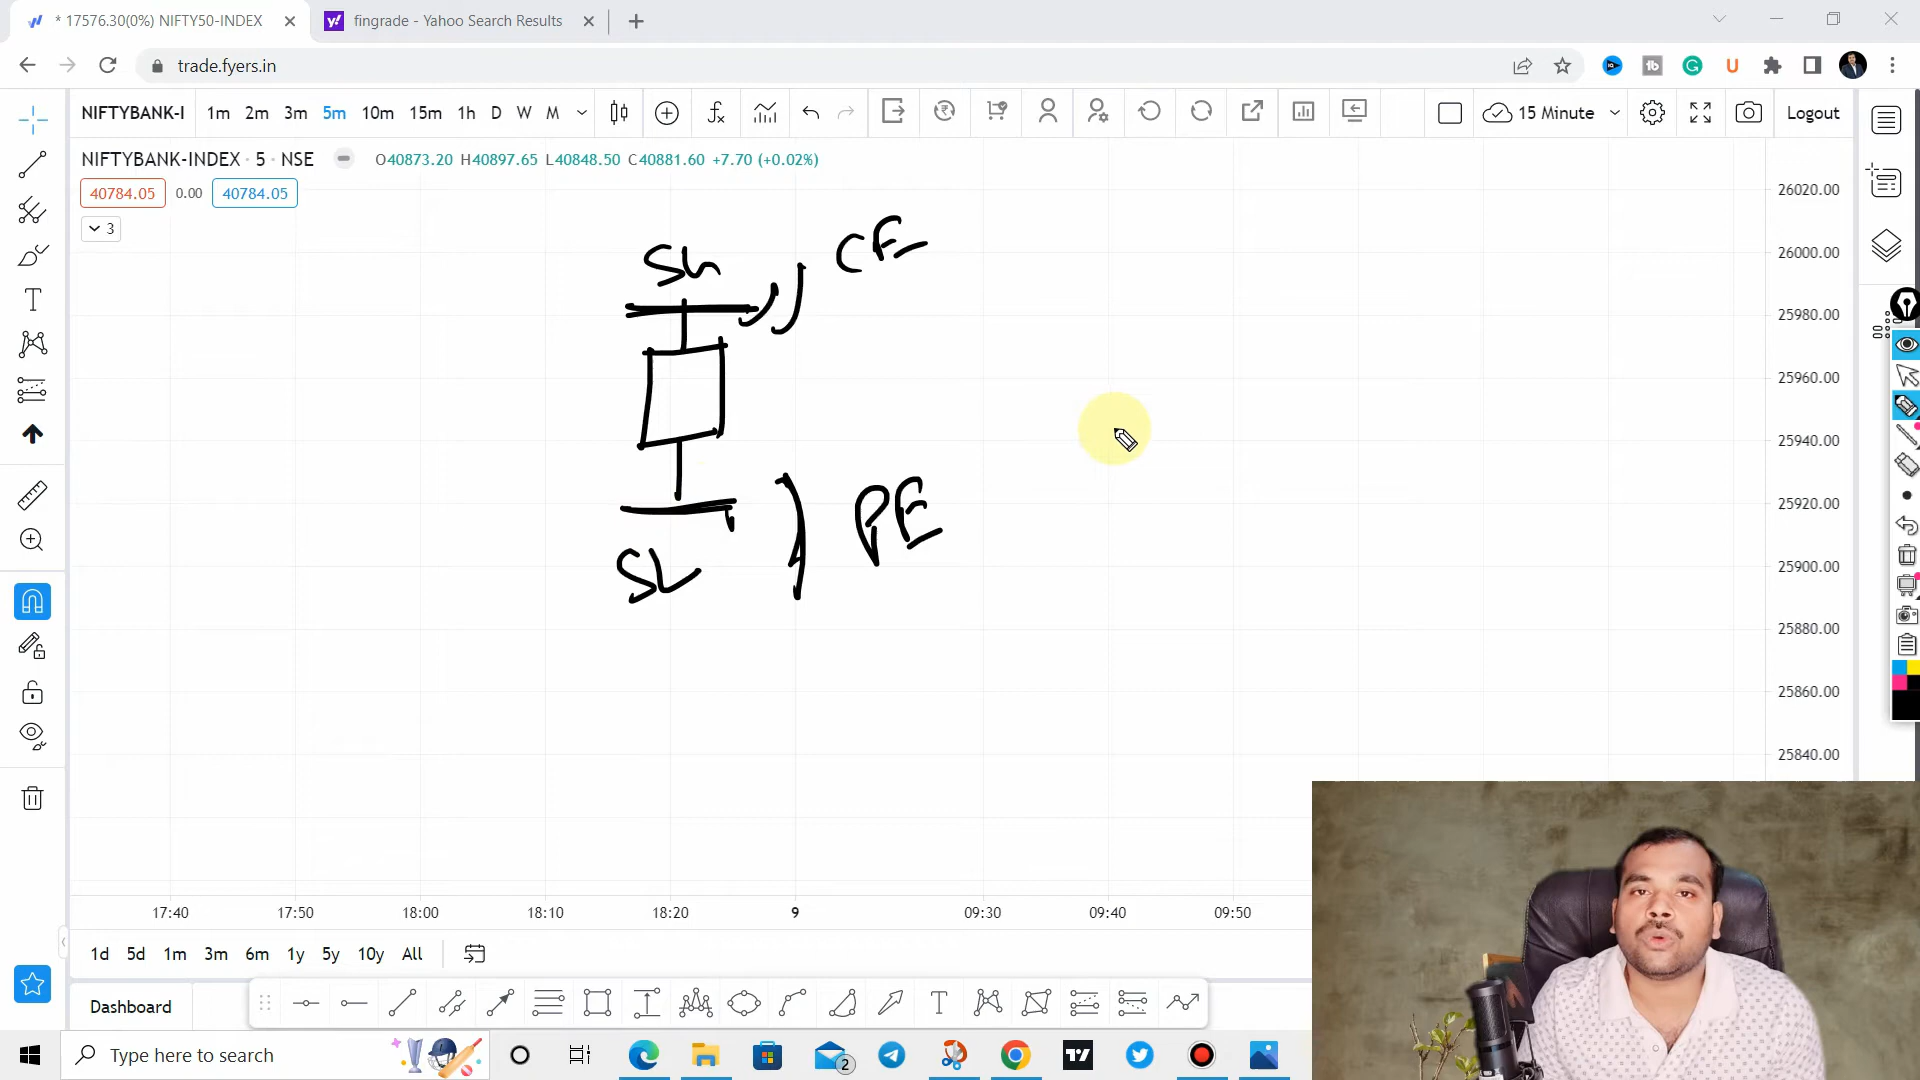 * 17576.30(0%) NIFTY50-INDEX
fingrade - Yahoo Search Results
trade.fyers.in
NIFTYBANK-I 1m 2m 3m 5m 10m 15m 1h D W M 15 Minute Logout
NIFTYBANK-INDEX · 5 · NSE O40873.20 H40897.65 L40848.50 C40881.60 +7.70 (+0.02%)
40784.05 0.00 40784.05
3
SL
CE
PE
SL
26020.00
26000.00
25980.00
25960.00
25940.00
25920.00
25900.00
25880.00
25860.00
25840.00
17:40 17:50 18:00 18:10 18:20 9 09:30 09:40 09:50
1d 5d 1m 3m 6m 1y 5y 10y All
Dashboard
Type here to search
2